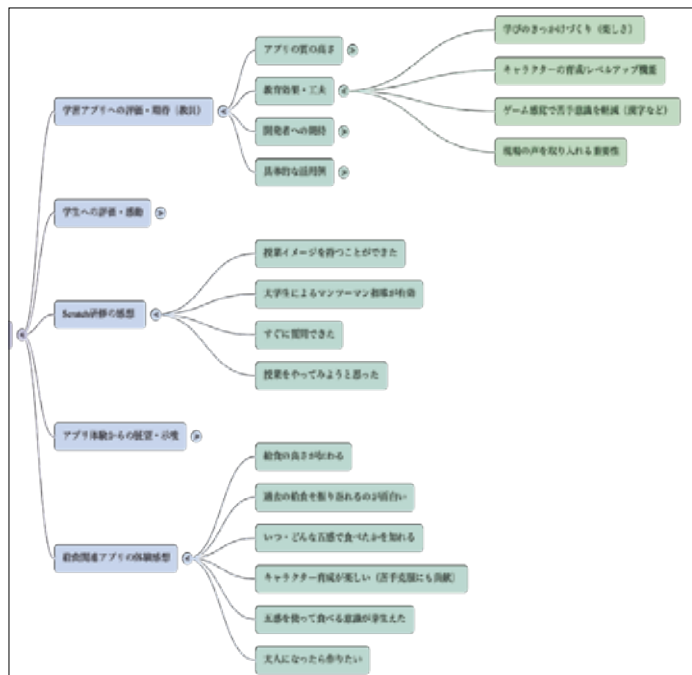 学習アプリへの評価・期待（教員）
アプリの質の高さ
教育効果・工夫
学びのきっかけづくり（楽しさ）
キャラクターの育成/レベルアップ機能
ゲーム感覚で苦手意識を軽減（漢字など）
現場の声を取り入れる重要性
開発者への期待
具体的な活用例
学生への評価・感動
Scratch研修の感想
授業イメージを持つことができた
大学生によるマンツーマン指導が有効
すぐに質問できた
授業をやってみようと思った
アプリ体験からの展望・示唆
給食関連アプリの体験感想
給食の良さが伝わる
過去の給食を振り返れるのが面白い
いつ・どんな五感で食べたかを知れる
キャラクター育成が楽しい（苦手克服にも貢献）
五感を使って食べる意識が芽生えた
大人になったら作りたい